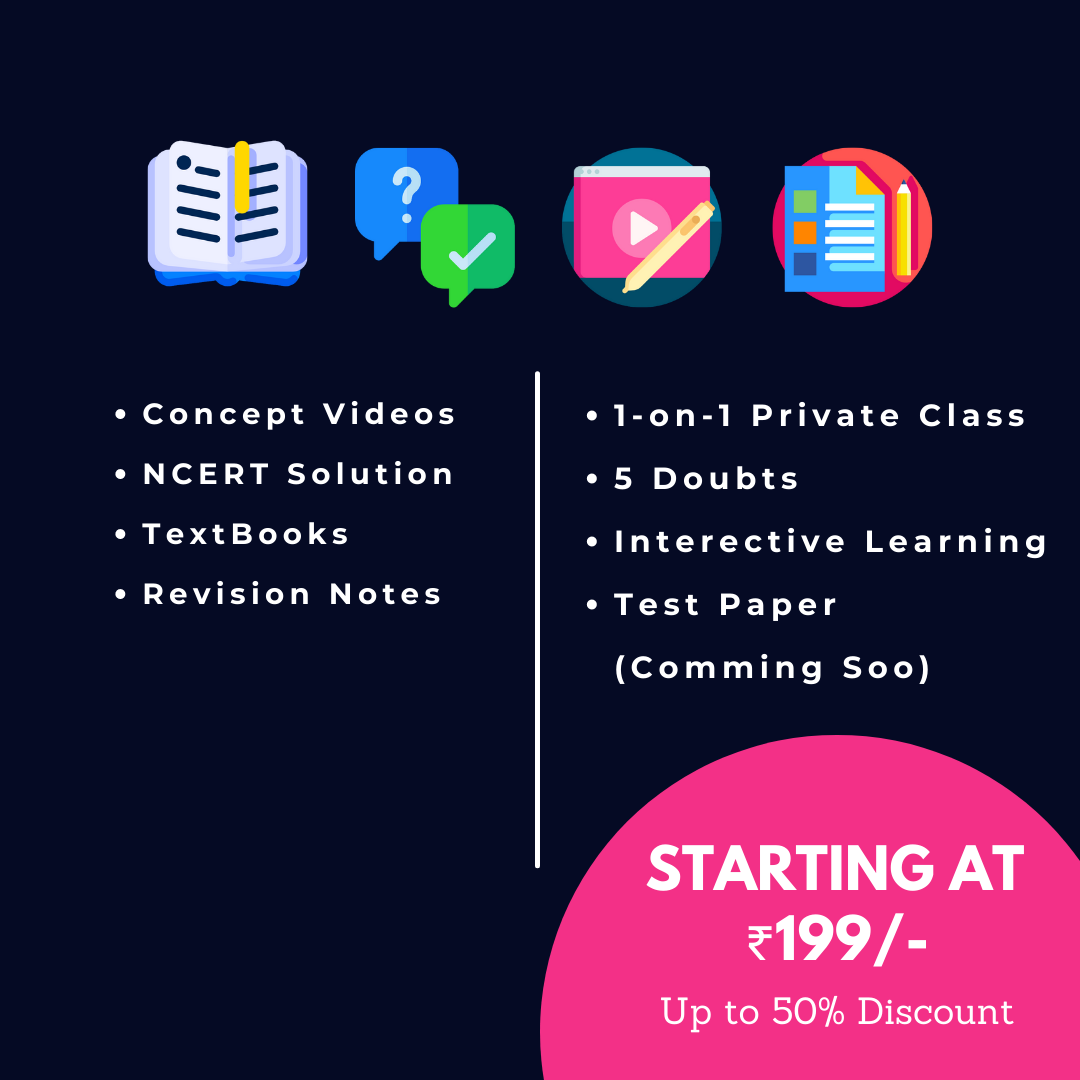 • Concept Videos
• NCERT Solution
• TextBooks
• Revision Notes
• 1-on-1 Private Class
• 5 Doubts
• Interective Learning
• Test Paper
(Comming Soo)
STARTING AT
₹199/-
Up to 50% Discount